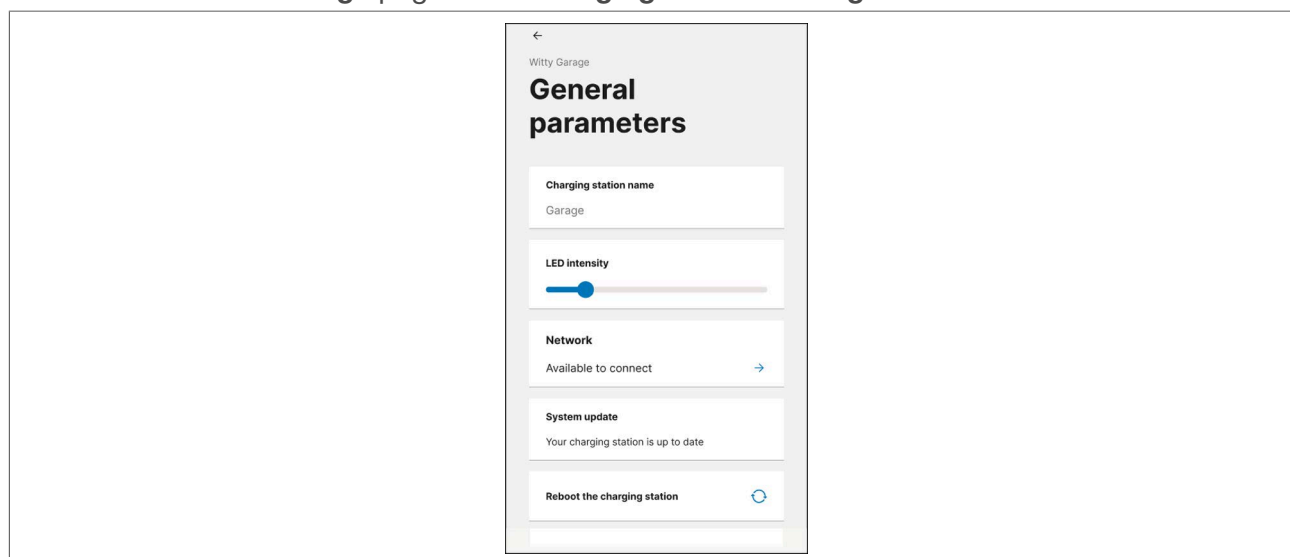 Witty Garage
General
parameters
Charging station name
Garage
LED intensity
Network
Available to connect
System update
Your charging station is up to date
Reboot the charging station